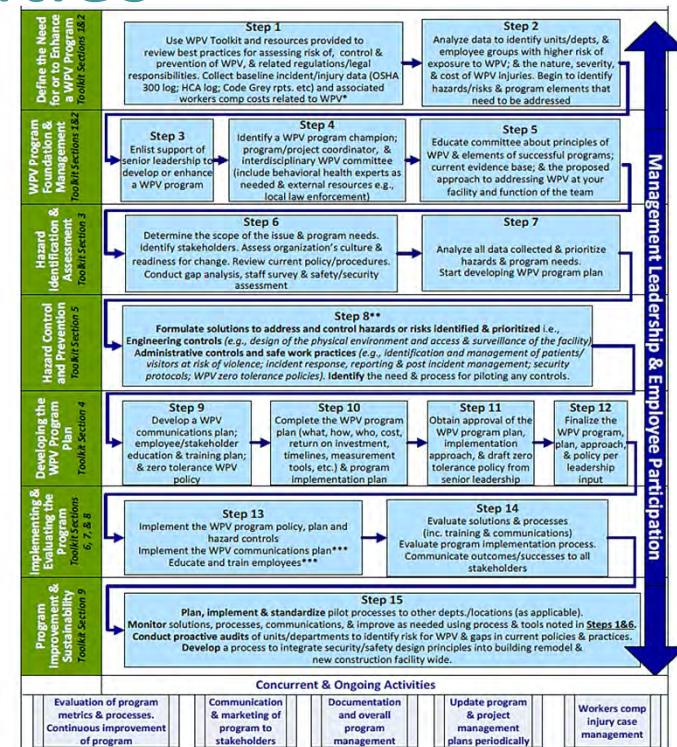 Define the Need
for or to Enhance
a WPV Program
Toolkit Sections 1&2
Step 1
Use WPV Toolkit and resources provided to
review best practices for assessing risk of, control &
prevention of WPV, & related regulations/legal
responsibilities. Collect baseline incident/injury data (OSHA
300 log; HCA log; Code Grey rpts. etc) and associated
workers comp costs related to WPV*
Step 2
Analyze data to identify units/depts, &
employee groups with higher risk of
exposure to WPV; & the nature, severity,
& cost of WPV injuries. Begin to identify
hazards/risks & program elements that
need to be addressed
WPV Program
Foundation &
Management
Toolkit Sections 1&2
Step 3
Enlist support of
senior leadership to
develop or enhance
a WPV program
Step 4
Identify a WPV program champion;
program/project coordinator, &
interdisciplinary WPV committee
(include behavioral health experts as
needed & external resources e.g.,
local law enforcement)
Step 5
Educate committee about principles of
WPV & elements of successful programs;
current evidence base; & the proposed
approach to addressing WPV at your
facility and function of the team
Hazard
Identification &
Assessment
Toolkit Section 3
Step 6
Determine the scope of the issue & program needs.
Identify stakeholders. Assess organization's culture &
readiness for change. Review current policy/procedures.
Conduct gap analysis, staff survey & safety/security
assessment
Step 7
Analyze all data collected & prioritize
hazards & program needs.
Start developing WPV program plan
Hazard Control
and Prevention
Toolkit Section 5
Step 8**
Formulate solutions to address and control hazards or risks identified & prioritized i.e.,
Engineering controls (e.g., design of the physical environment and access & surveillance of the facility)
Administrative controls and safe work practices (e.g., identification and management of patients/
visitors at risk of violence; incident response, reporting & post incident management; security
protocols; WPV zero tolerance policies). Identify the need & process for piloting any controls.
Developing the
WPV Program
Plan
Toolkit Section 4
Step 9
Develop a WPV
communications plan;
employee/stakeholder
education & training plan;
& zero tolerance WPV
policy
Step 10
Complete the WPV program
plan (what, how, who, cost,
return on investment,
timelines, measurement
tools, etc.) & program
implementation plan
Step 11
Obtain approval of the
WPV program plan,
implementation
approach, & draft zero
tolerance policy from
senior leadership
Step 12
Finalize the
WPV program,
plan, approach,
& policy per
leadership
input
Implementing &
Evaluating the
Program
Toolkit Sections
6, 7, & 8
Step 13
Implement the WPV program policy, plan and
hazard controls
Implement the WPV communications plan***
Educate and train employees***
Step 14
Evaluate solutions & processes
(inc. training & communications)
Evaluate program implementation process.
Communicate outcomes/successes to all
stakeholders
Program
Improvement &
Sustainability
Toolkit Section 9
Step 15
Plan, implement & standardize pilot processes to other depts./locations (as applicable).
Monitor solutions, processes, communications, & improve as needed using process & tools noted in Steps 1&6.
Conduct proactive audits of units/departments to identify risk for WPV & gaps in current policies & practices.
Develop a process to integrate security/safety design principles into building remodel &
new construction facility wide.
Management Leadership & Employee Participation
Concurrent & Ongoing Activities
Evaluation of program
metrics & processes.
Continuous improvement
of program
Communication
& marketing of
program to
stakeholders
Documentation
and overall
program
management
Update program
& project
management
plans periodically
Workers comp
injury case
management